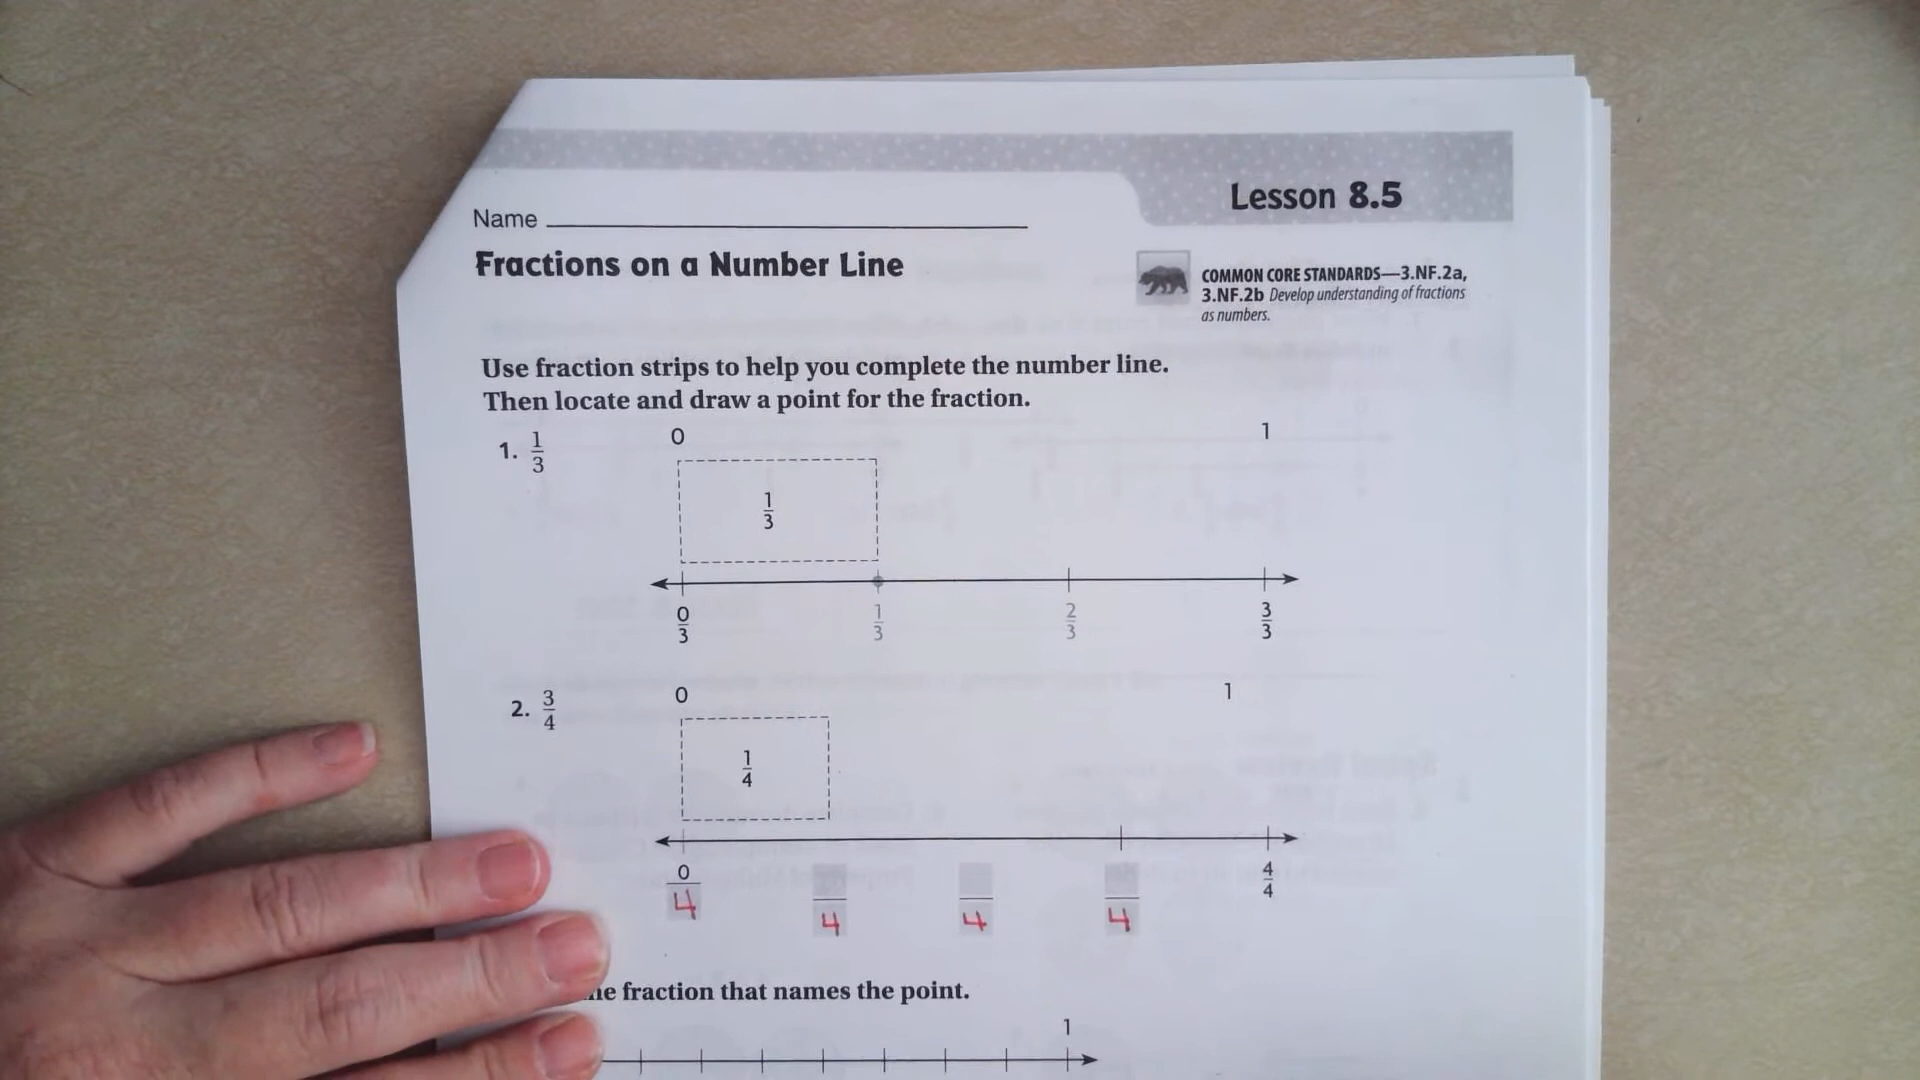 Lesson 8.5
Name
Fractions on a Number Line
COMMON CORE STANDARDS—3.NF.2a,
3.NF.2b Develop understanding of fractions
as numbers.
Use fraction strips to help you complete the number line.
Then locate and draw a point for the fraction.
1. 1/3
0 1
1/3
0/3 1/3 2/3 3/3
2. 3/4
0 1
1/4
0/4 /4 /4 /4 4/4
fraction that names the point.
1